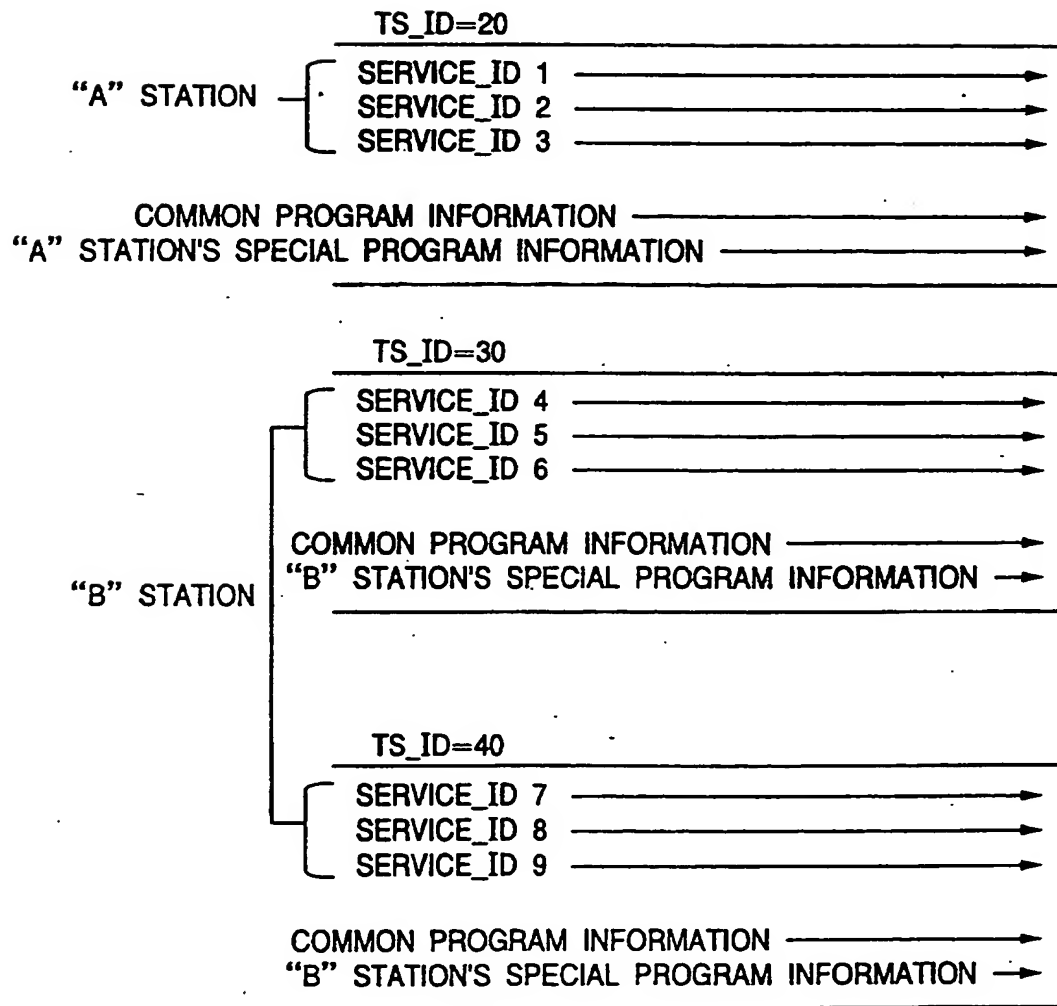 TS_ID=20
“A” STATION
SERVICE_ID 1
SERVICE_ID 2
SERVICE_ID 3
COMMON PROGRAM INFORMATION
“A” STATION'S SPECIAL PROGRAM INFORMATION
TS_ID=30
SERVICE_ID 4
SERVICE_ID 5
SERVICE_ID 6
COMMON PROGRAM INFORMATION
“B” STATION'S SPECIAL PROGRAM INFORMATION
“B” STATION
TS_ID=40
SERVICE_ID 7
SERVICE_ID 8
SERVICE_ID 9
COMMON PROGRAM INFORMATION
“B” STATION'S SPECIAL PROGRAM INFORMATION